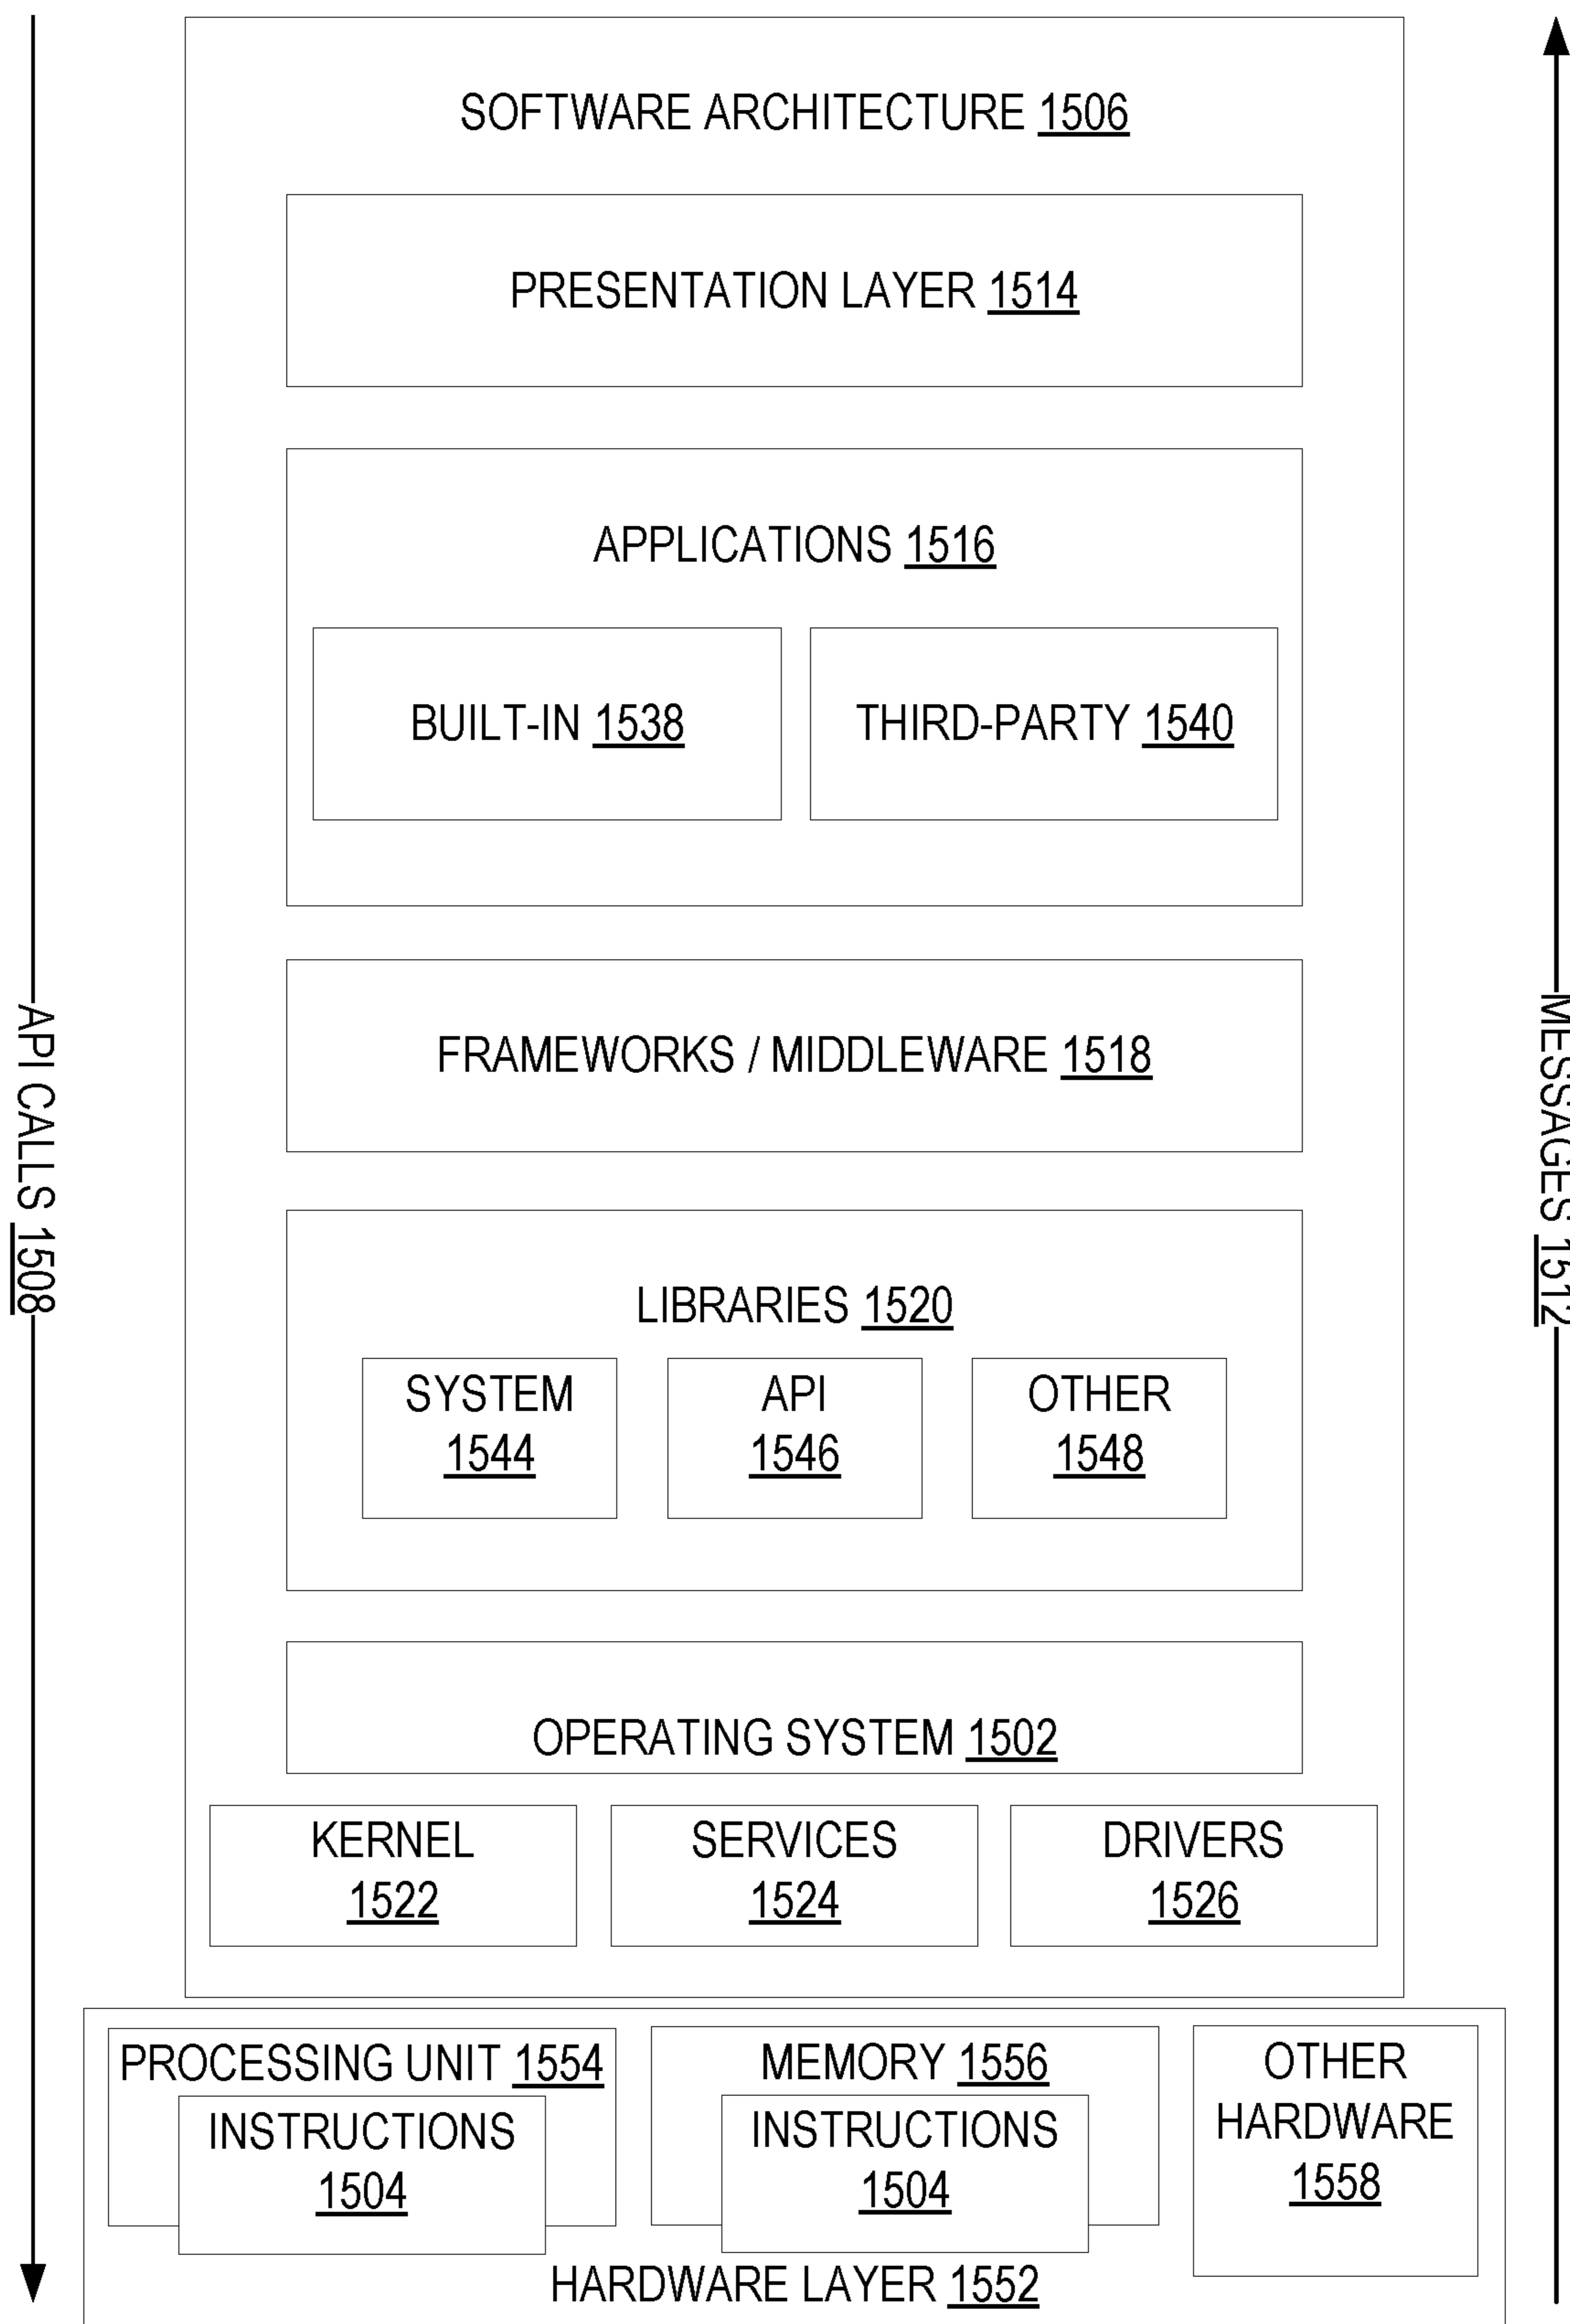 SOFTWARE ARCHITECTURE 1506
PRESENTATION LAYER 1514
APPLICATIONS 1516
BUILT-IN 1538
THIRD-PARTY 1540
FRAMEWORKS / MIDDLEWARE 1518
API CALLS 1508
MESSAGES 1512
LIBRARIES 1520
SYSTEM
1544
API
1546
OTHER
1548
OPERATING SYSTEM 1502
KERNEL
1522
SERVICES
1524
DRIVERS
1526
PROCESSING UNIT 1554
INSTRUCTIONS
1504
MEMORY 1556
INSTRUCTIONS
1504
OTHER
HARDWARE
1558
HARDWARE LAYER 1552